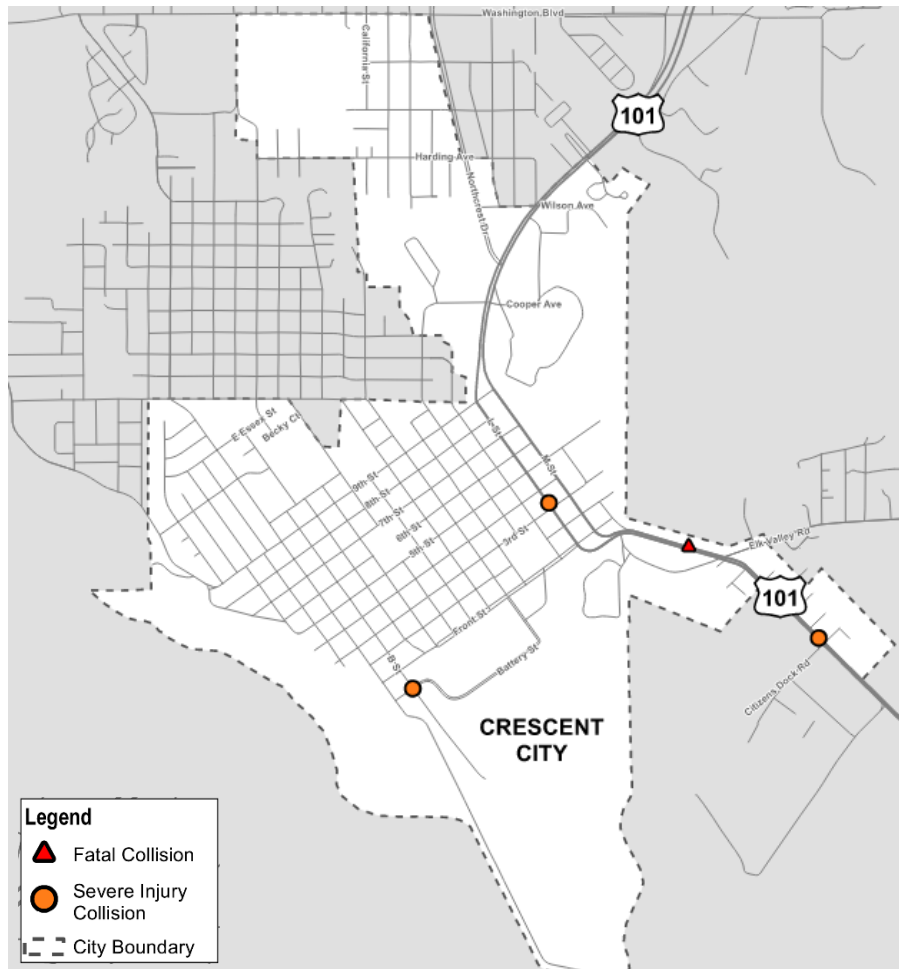 Washington Blvd
California St
101
Harding Ave
Northcrest Dr
Wilson Ave
Cooper Ave
E Essex St
Becky Ct
L St
M St
9th St
8th St
7th St
6th St
5th St
3rd St
Elk Valley Rd
101
Front St
B St
Battery St
Citizens Dock Rd
CRESCENT
CITY
Legend
Fatal Collision
Severe Injury
Collision
City Boundary